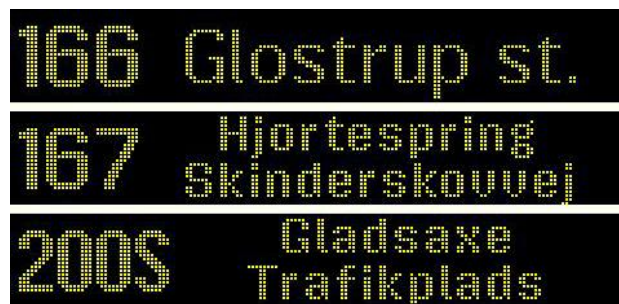 166 Glostrup st.
167 Hjortespring
Skinderskovvej
200S Gladsaxe
Trafikplads